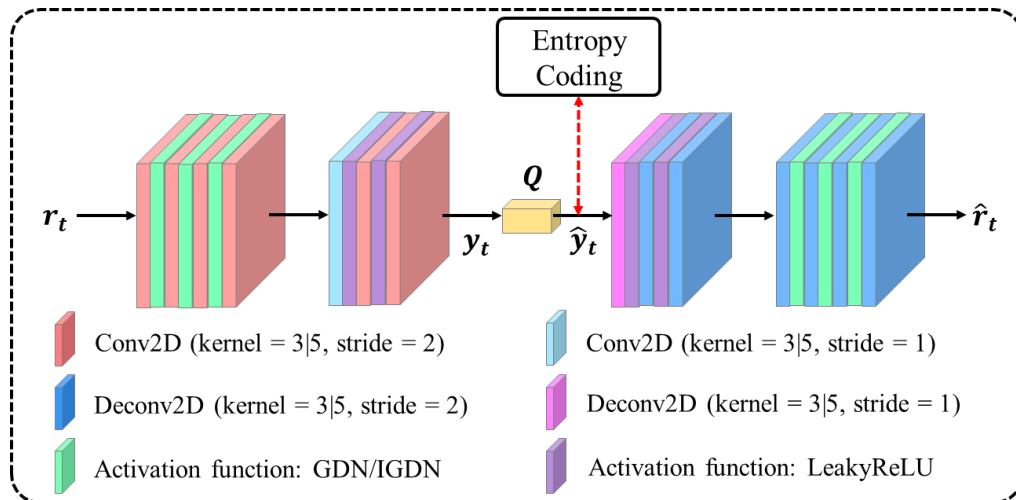 Entropy
Coding
Q
r_t
y_t
ŷ_t
r̂_t
Conv2D (kernel = 3|5, stride = 2)
Conv2D (kernel = 3|5, stride = 1)
Deconv2D (kernel = 3|5, stride = 2)
Deconv2D (kernel = 3|5, stride = 1)
Activation function: GDN/IGDN
Activation function: LeakyReLU